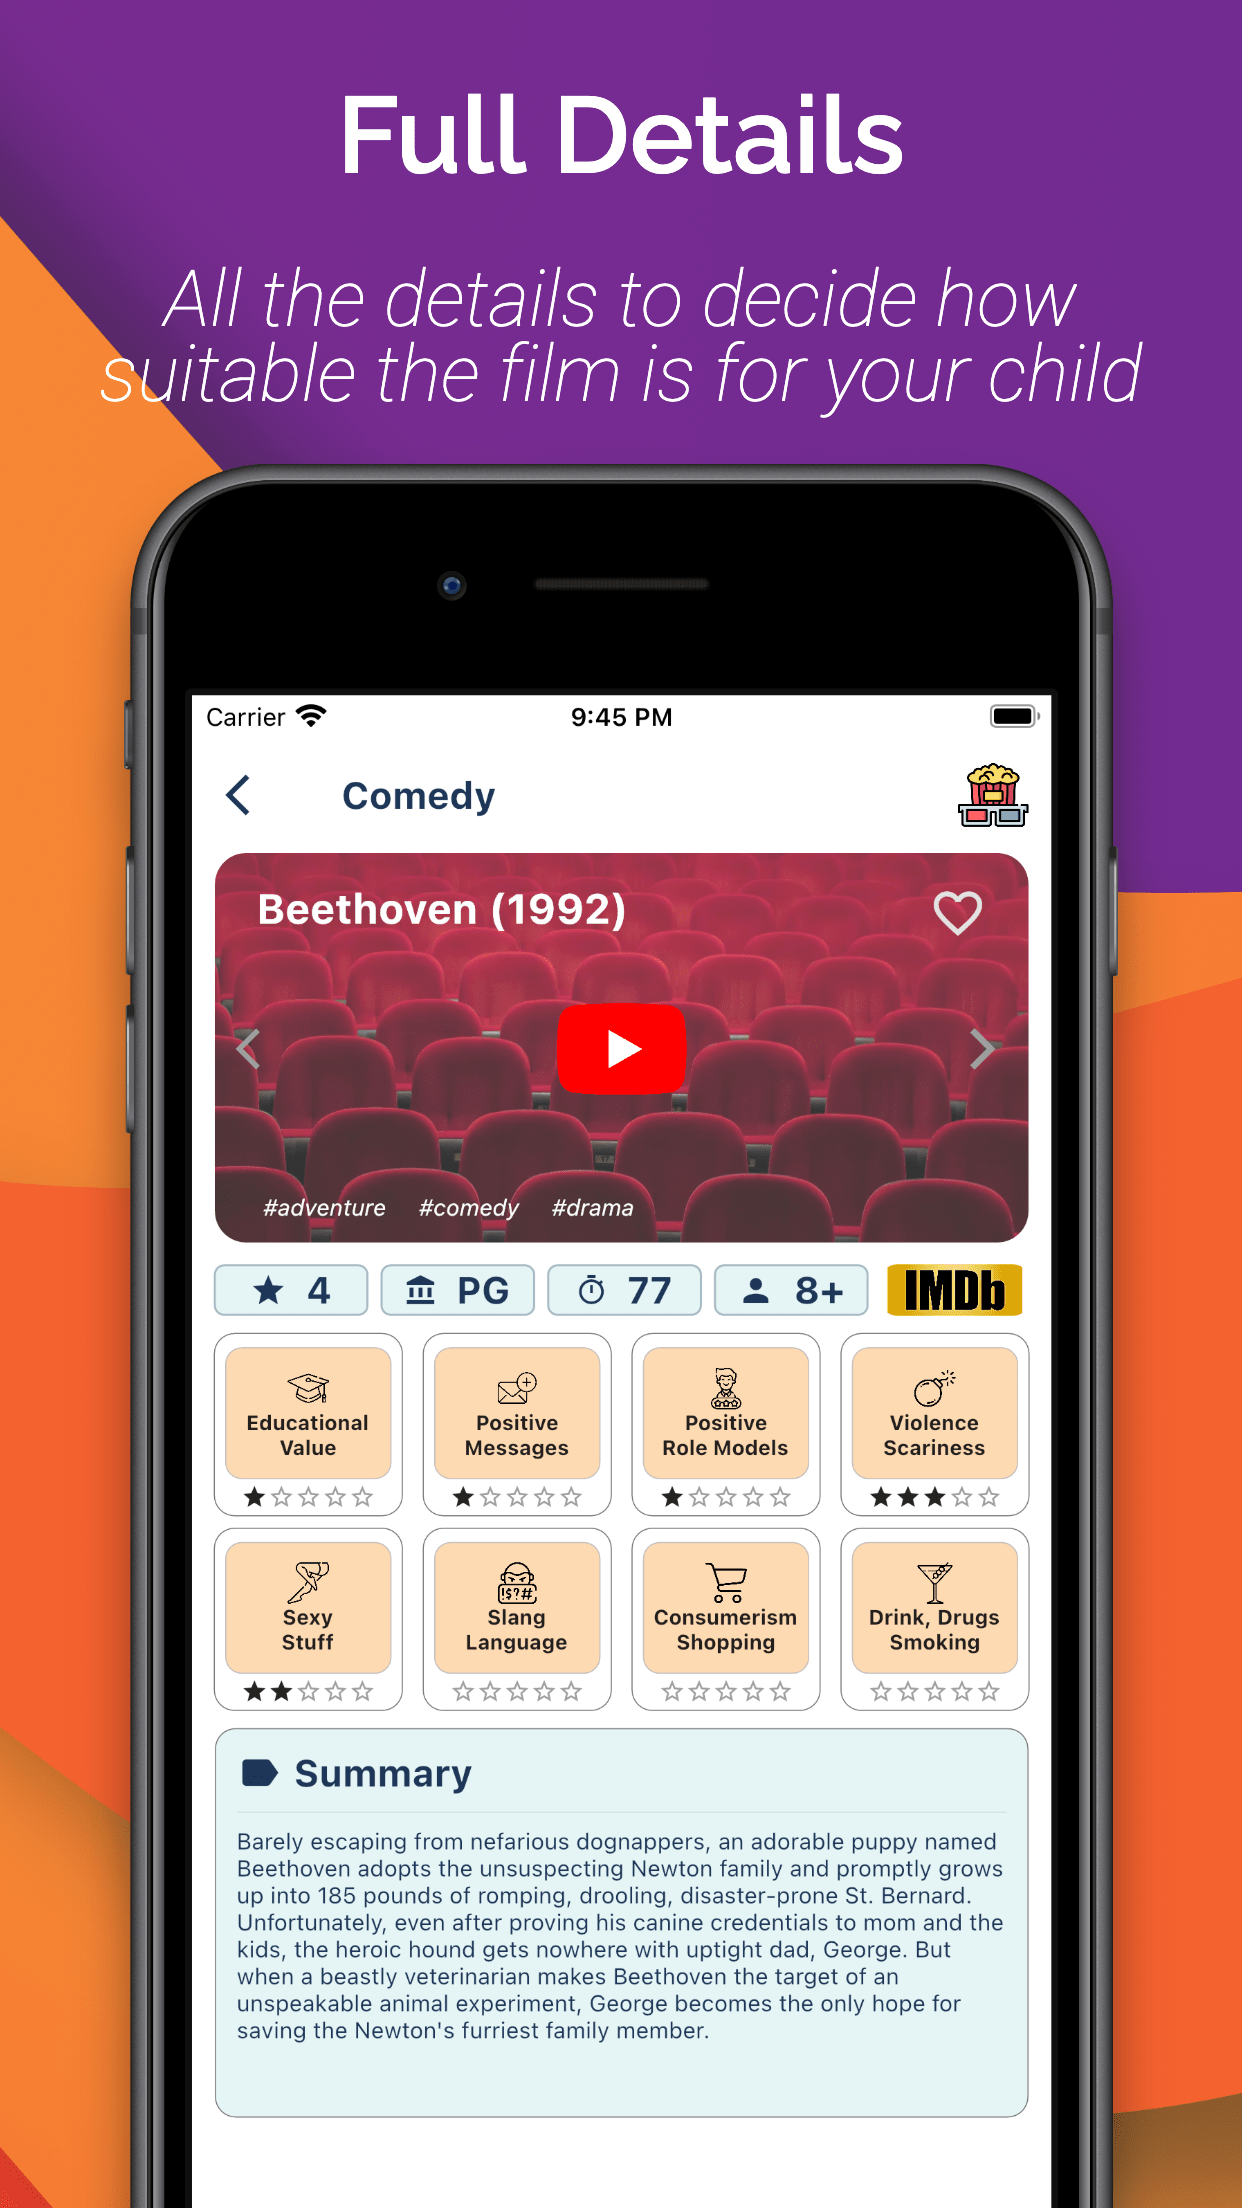 Full Details
All the details to decide how
suitable the film is for your child
Carrier 9:45 PM
Comedy
Beethoven (1992)
#adventure #comedy #drama
4 PG 77 8+ IMDb
Educational
Value
Positive
Messages
Positive
Role Models
Violence
Scariness
Sexy
Stuff
!$?#
Slang
Language
Consumerism
Shopping
Drink, Drugs
Smoking
Summary
Barely escaping from nefarious dognappers, an adorable puppy named
Beethoven adopts the unsuspecting Newton family and promptly grows
up into 185 pounds of romping, drooling, disaster-prone St. Bernard.
Unfortunately, even after proving his canine credentials to mom and the
kids, the heroic hound gets nowhere with uptight dad, George. But
when a beastly veterinarian makes Beethoven the target of an
unspeakable animal experiment, George becomes the only hope for
saving the Newton's furriest family member.